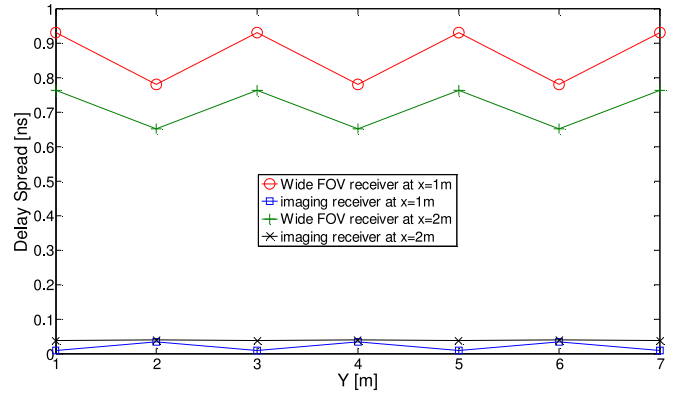 1
0.9
0.8
0.7
0.6
0.5
0.4
0.3
0.2
0.1
0
Delay Spread [ns]
Wide FOV receiver at x=1m
imaging receiver at x=1m
Wide FOV receiver at x=2m
imaging receiver at x=2m
1 2 3 4 5 6 7
Y [m]